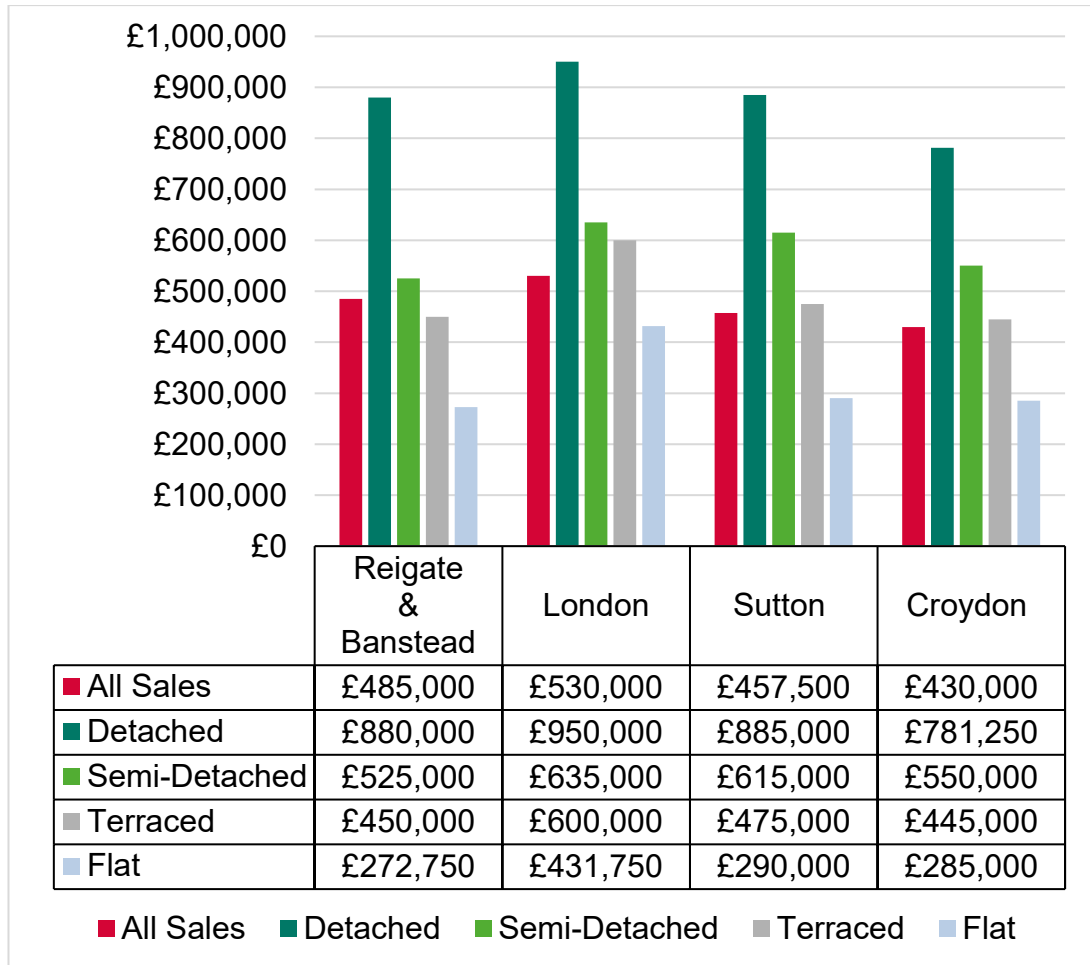 £1,000,000
£900,000
£800,000
£700,000
£600,000
£500,000
£400,000
£300,000
£200,000
£100,000
£0
Reigate
&
Banstead
London
Sutton
Croydon
All Sales £485,000 £530,000 £457,500 £430,000
Detached £880,000 £950,000 £885,000 £781,250
Semi-Detached £525,000 £635,000 £615,000 £550,000
Terraced £450,000 £600,000 £475,000 £445,000
Flat £272,750 £431,750 £290,000 £285,000
All Sales Detached Semi-Detached Terraced Flat